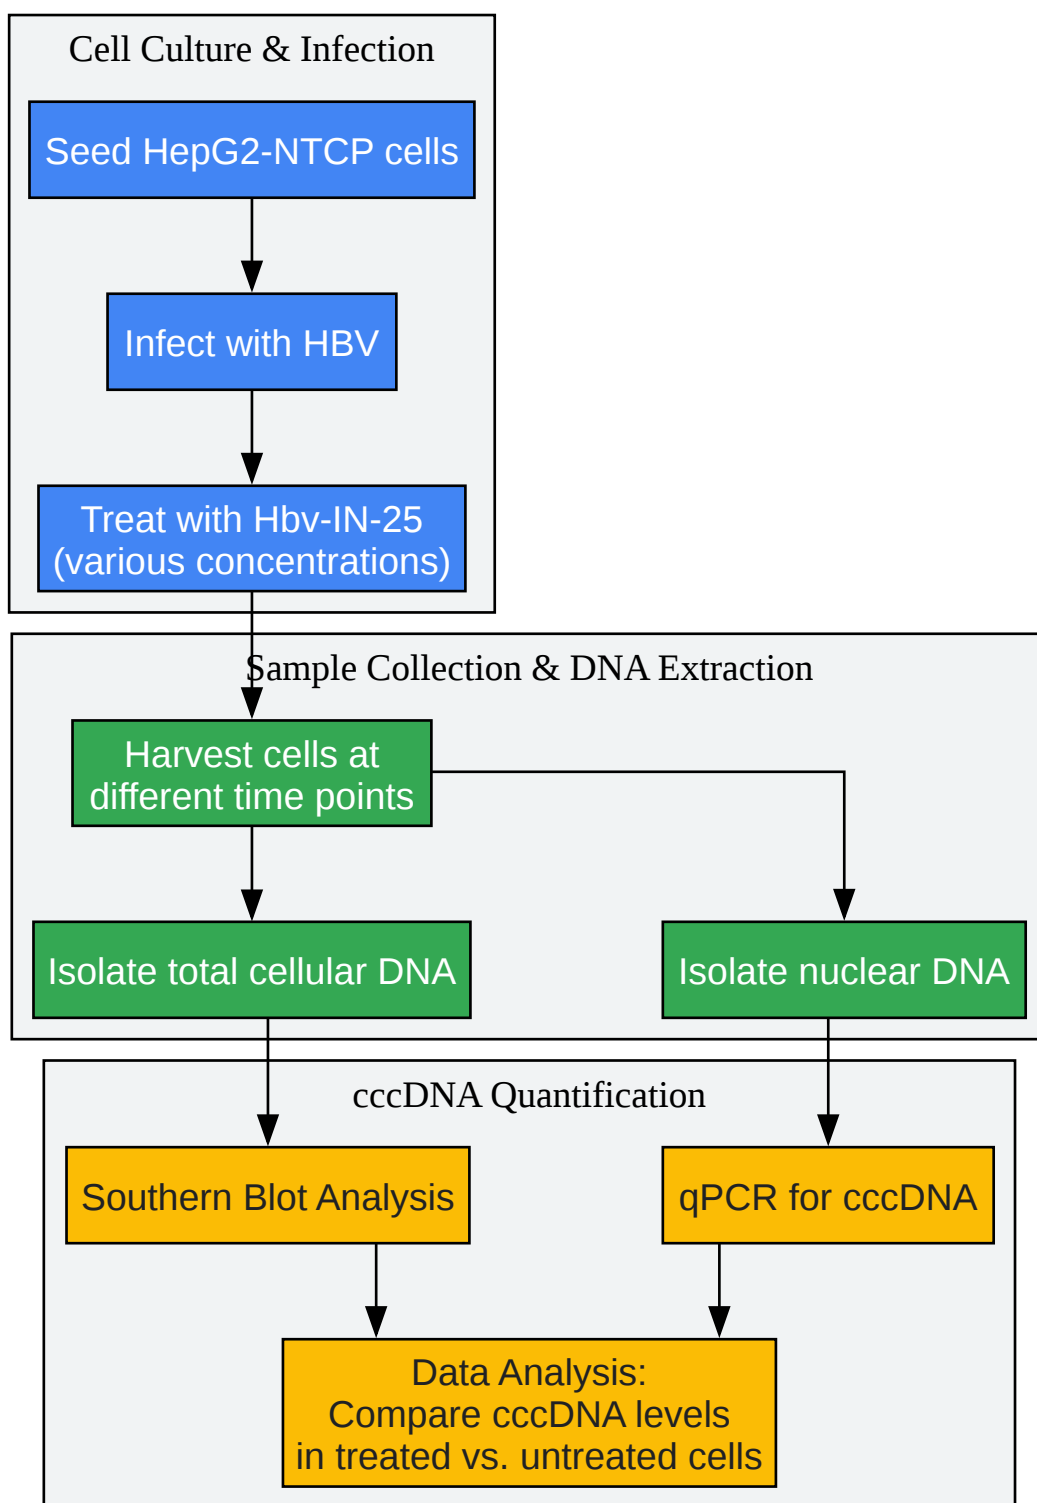 Cell Culture & Infection
Seed HepG2-NTCP cells
Infect with HBV
Treat with Hbv-IN-25
(various concentrations)
Sample Collection & DNA Extraction
Harvest cells at
different time points
Isolate total cellular DNA
Isolate nuclear DNA
cccDNA Quantification
Southern Blot Analysis
qPCR for cccDNA
Data Analysis:
Compare cccDNA levels
in treated vs. untreated cells